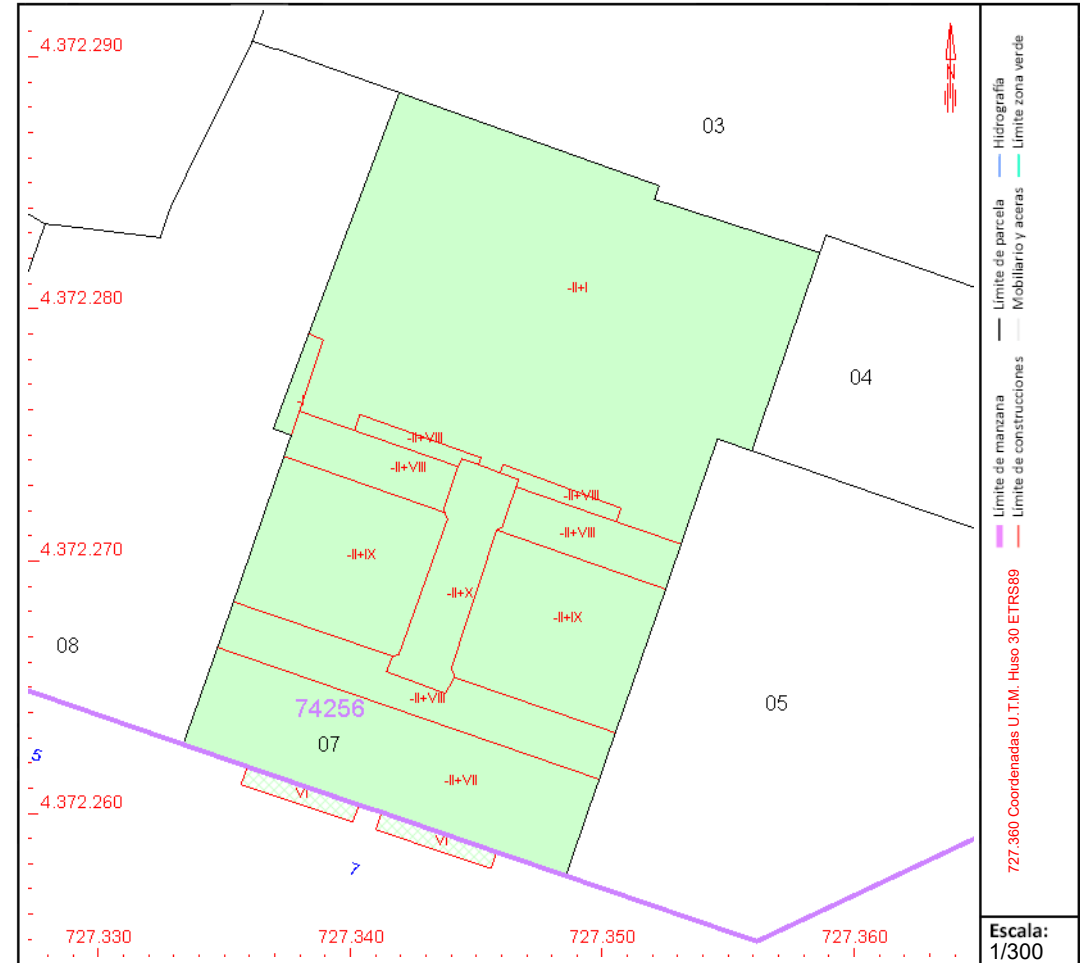 4.372.290
N
03
-II+I
4.372.280
04
-I
-II+VIII
-II+VIII
-II+VIII
-II+VIII
4.372.270
-II+IX
-II+X
-II+IX
08
-II+VIII
74256
05
07
5
-II+VII
4.372.260
VI
VI
7
727.330
727.340
727.350
727.360
Hidrografía
Límite zona verde
Límite de parcela
Mobiliario y aceras
Límite de manzana
Límite de construcciones
727.360 Coordenadas U.T.M. Huso 30 ETRS89
Escala:
1/300